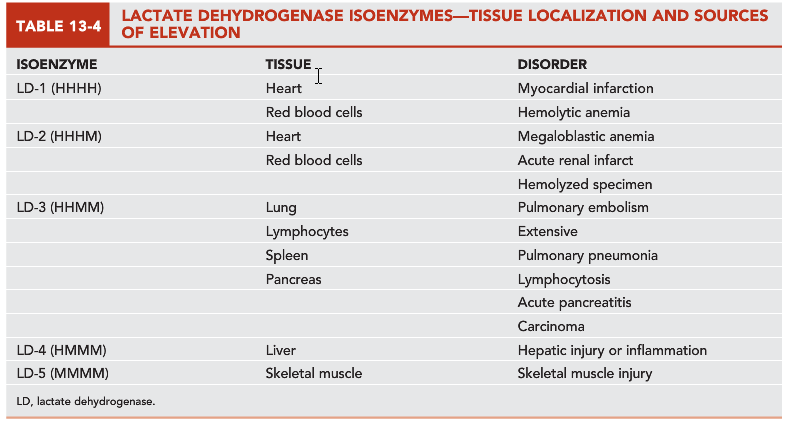 TABLE 13-4
LACTATE DEHYDROGENASE ISOENZYMES—TISSUE LOCALIZATION AND SOURCES
OF ELEVATION
ISOENZYME TISSUE DISORDER
LD-1 (HHHH) Heart Myocardial infarction
Red blood cells Hemolytic anemia
LD-2 (HHHM) Heart Megaloblastic anemia
Red blood cells Acute renal infarct
Hemolyzed specimen
LD-3 (HHMM) Lung Pulmonary embolism
Lymphocytes Extensive
Spleen Pulmonary pneumonia
Pancreas Lymphocytosis
Acute pancreatitis
Carcinoma
LD-4 (HMMM) Liver Hepatic injury or inflammation
LD-5 (MMMM) Skeletal muscle Skeletal muscle injury
LD, lactate dehydrogenase.